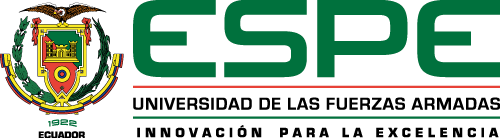 ESPE
UNIVERSIDAD DE LAS FUERZAS ARMADAS
INNOVACIÓN PARA LA EXCELENCIA
1922
ECUADOR